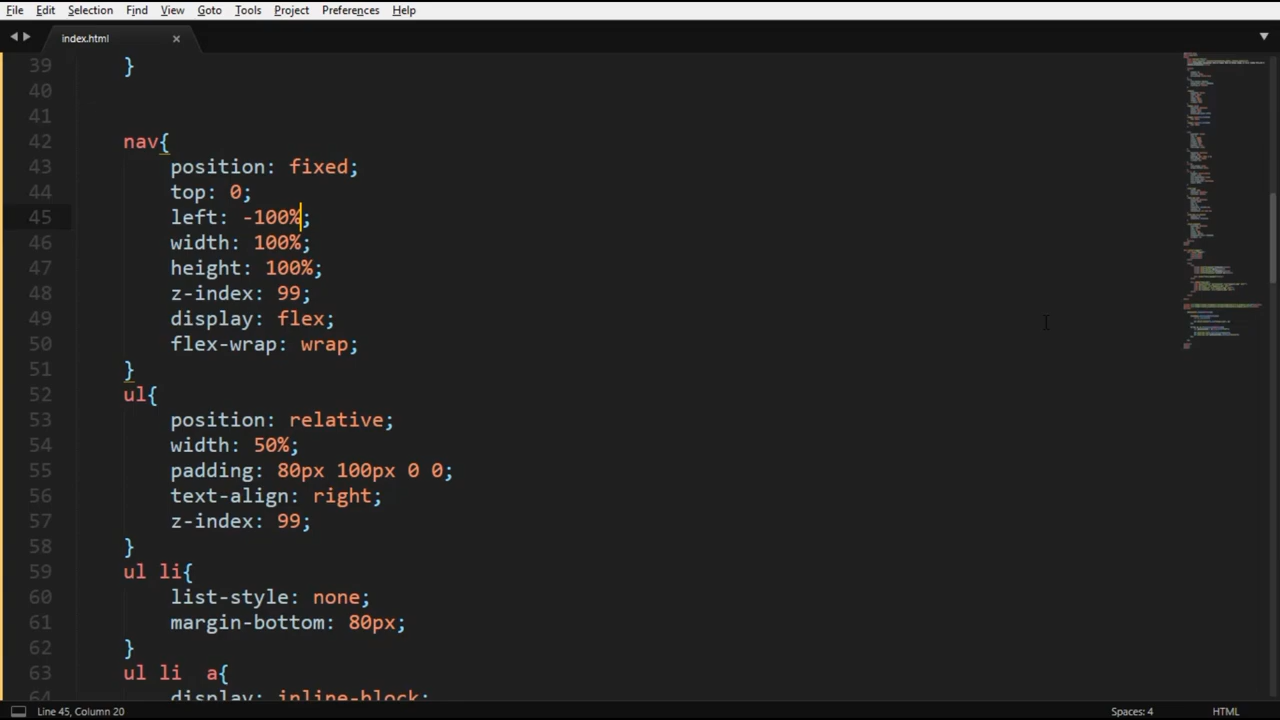 File Edit Selection Find View Goto Tools Project Preferences Help
index.html ×
39 }
40
41
42 nav{
43 position: fixed;
44 top: 0;
45 left: -100%;
46 width: 100%;
47 height: 100%;
48 z-index: 99;
49 display: flex;
50 flex-wrap: wrap;
51 }
52 ul{
53 position: relative;
54 width: 50%;
55 padding: 80px 100px 0 0;
56 text-align: right;
57 z-index: 99;
58 }
59 ul li{
60 list-style: none;
61 margin-bottom: 80px;
62 }
63 ul li  a{
64 display: inline-block;
Line 45, Column 20 Spaces: 4 HTML